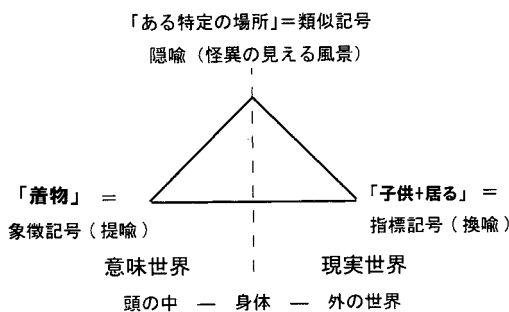 「ある特定の場所」＝類似記号
隠喩（怪異の見える風景）
「着物」 ＝
象徴記号（提喩）
「子供+居る」＝
指標記号（換喩）
意味世界
現実世界
頭の中 ― 身体 ― 外の世界